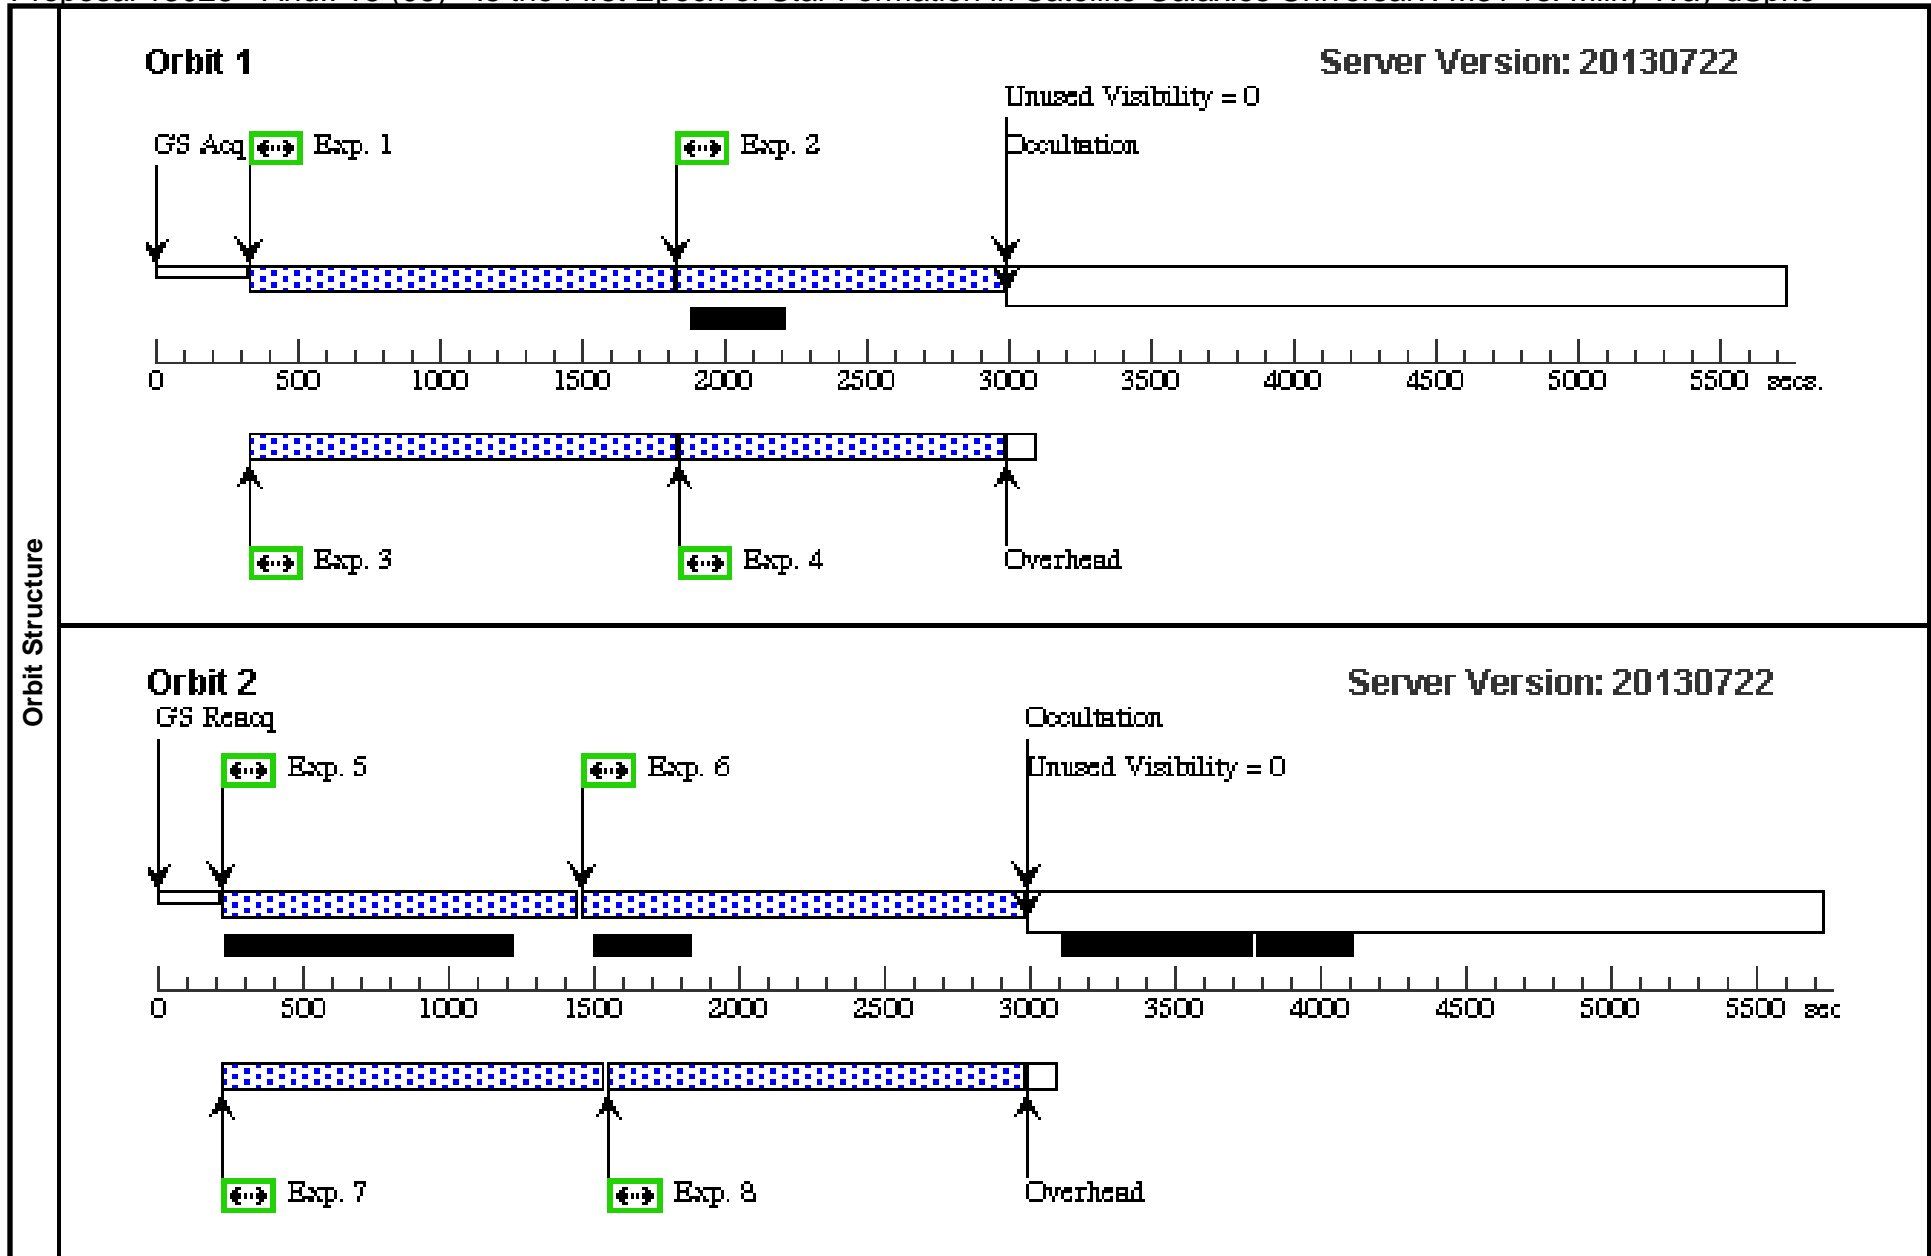 Orbit Structure
Orbit 1
Server Version: 20130722
Unused Visibility = 0
GS Acq
Exp. 1
Exp. 2
Occultation
0 500 1000 1500 2000 2500 3000 3500 4000 4500 5000 5500 secs.
Exp. 3
Exp. 4
Overhead
Orbit 2
Server Version: 20130722
GS Reacq
Occultation
Exp. 5
Exp. 6
Unused Visibility = 0
0 500 1000 1500 2000 2500 3000 3500 4000 4500 5000 5500 sec
Exp. 7
Exp. 8
Overhead